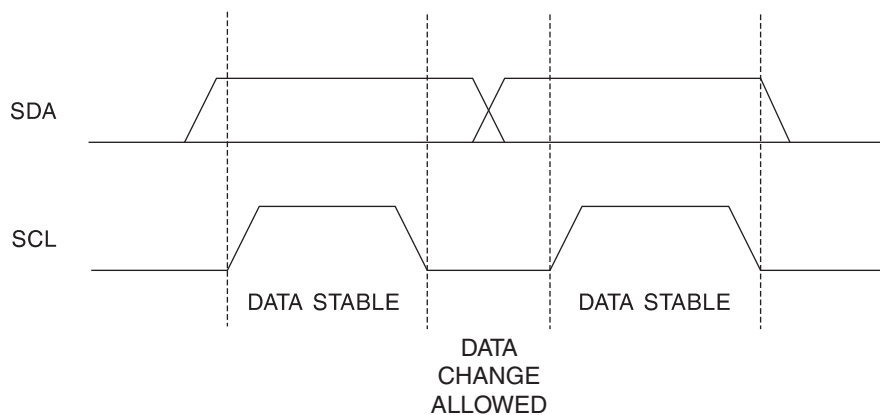 SDA
SCL
DATA STABLE
DATA STABLE
DATA
CHANGE
ALLOWED